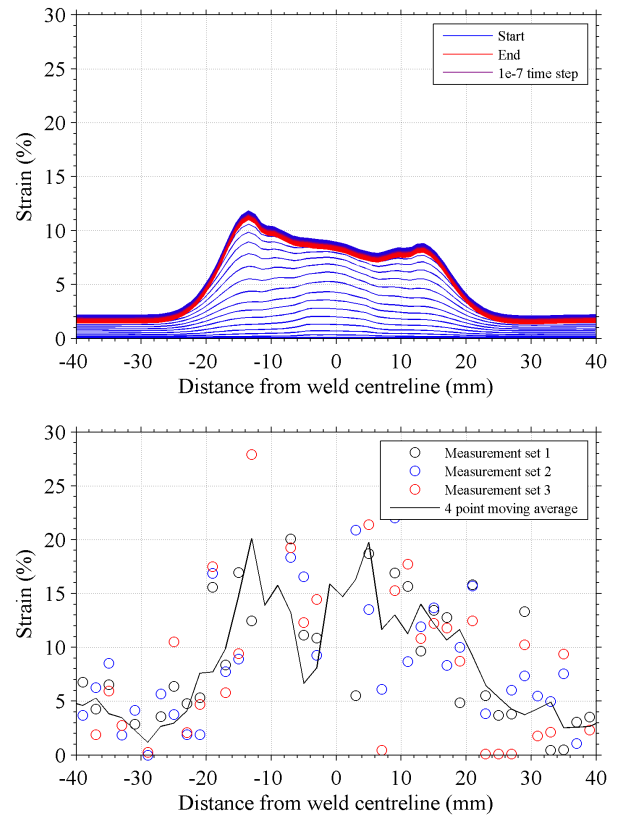 30
25
20
15
10
5
0
Strain (%)
Start
End
1e-7 time step
-40 -30 -20 -10 0 10 20 30 40
Distance from weld centreline (mm)
30
25
20
15
10
5
0
Strain (%)
Measurement set 1
Measurement set 2
Measurement set 3
4 point moving average
-40 -30 -20 -10 0 10 20 30 40
Distance from weld centreline (mm)